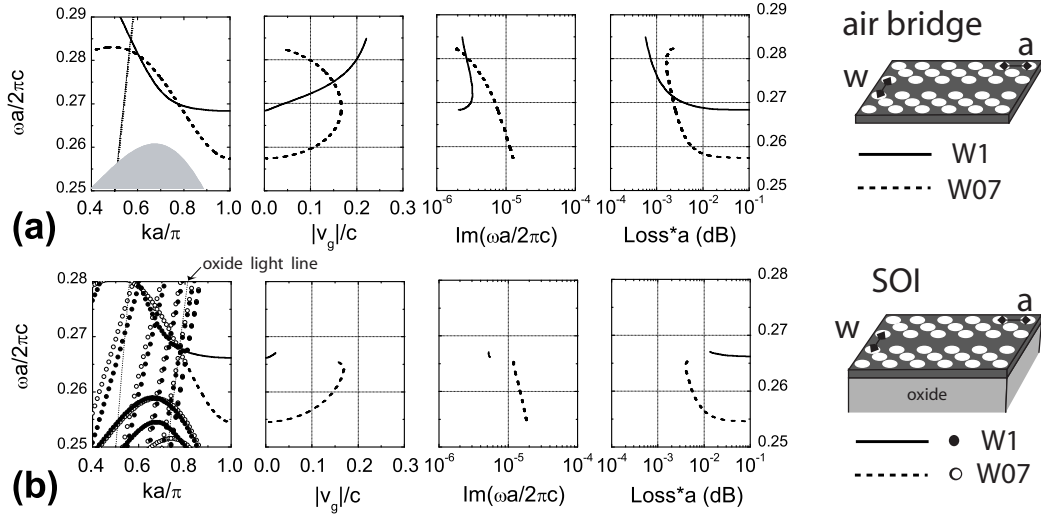 (a)
ωa/2πc
0.29
0.28
0.27
0.26
0.25
0.4 0.6 0.8 1.0
ka/π
0.0 0.1 0.2 0.3
|v_g|/c
10⁻⁶ 10⁻⁵ 10⁻⁴
Im(ωa/2πc)
10⁻⁴ 10⁻³ 10⁻² 10⁻¹
Loss*a (dB)
0.29
0.28
0.27
0.26
0.25
air bridge
a
w
W1
W07
(b)
oxide light line
ωa/2πc
0.28
0.27
0.26
0.25
0.4 0.6 0.8 1.0
ka/π
0.0 0.1 0.2 0.3
|v_g|/c
10⁻⁶ 10⁻⁵ 10⁻⁴
Im(ωa/2πc)
10⁻⁴ 10⁻³ 10⁻² 10⁻¹
Loss*a (dB)
0.28
0.27
0.26
0.25
SOI
a
w
oxide
W1
W07